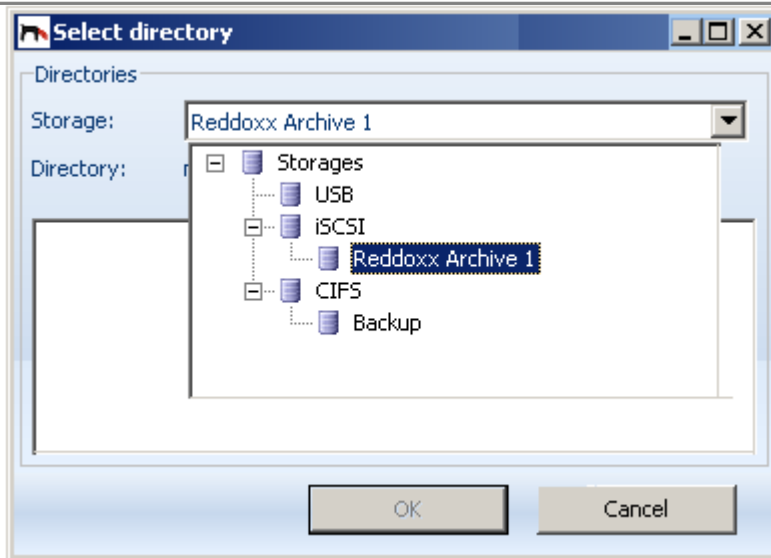 Select directory
Directories
Storage: Reddoxx Archive 1
Directory:
Storages
USB
iSCSI
Reddoxx Archive 1
CIFS
Backup
OK Cancel